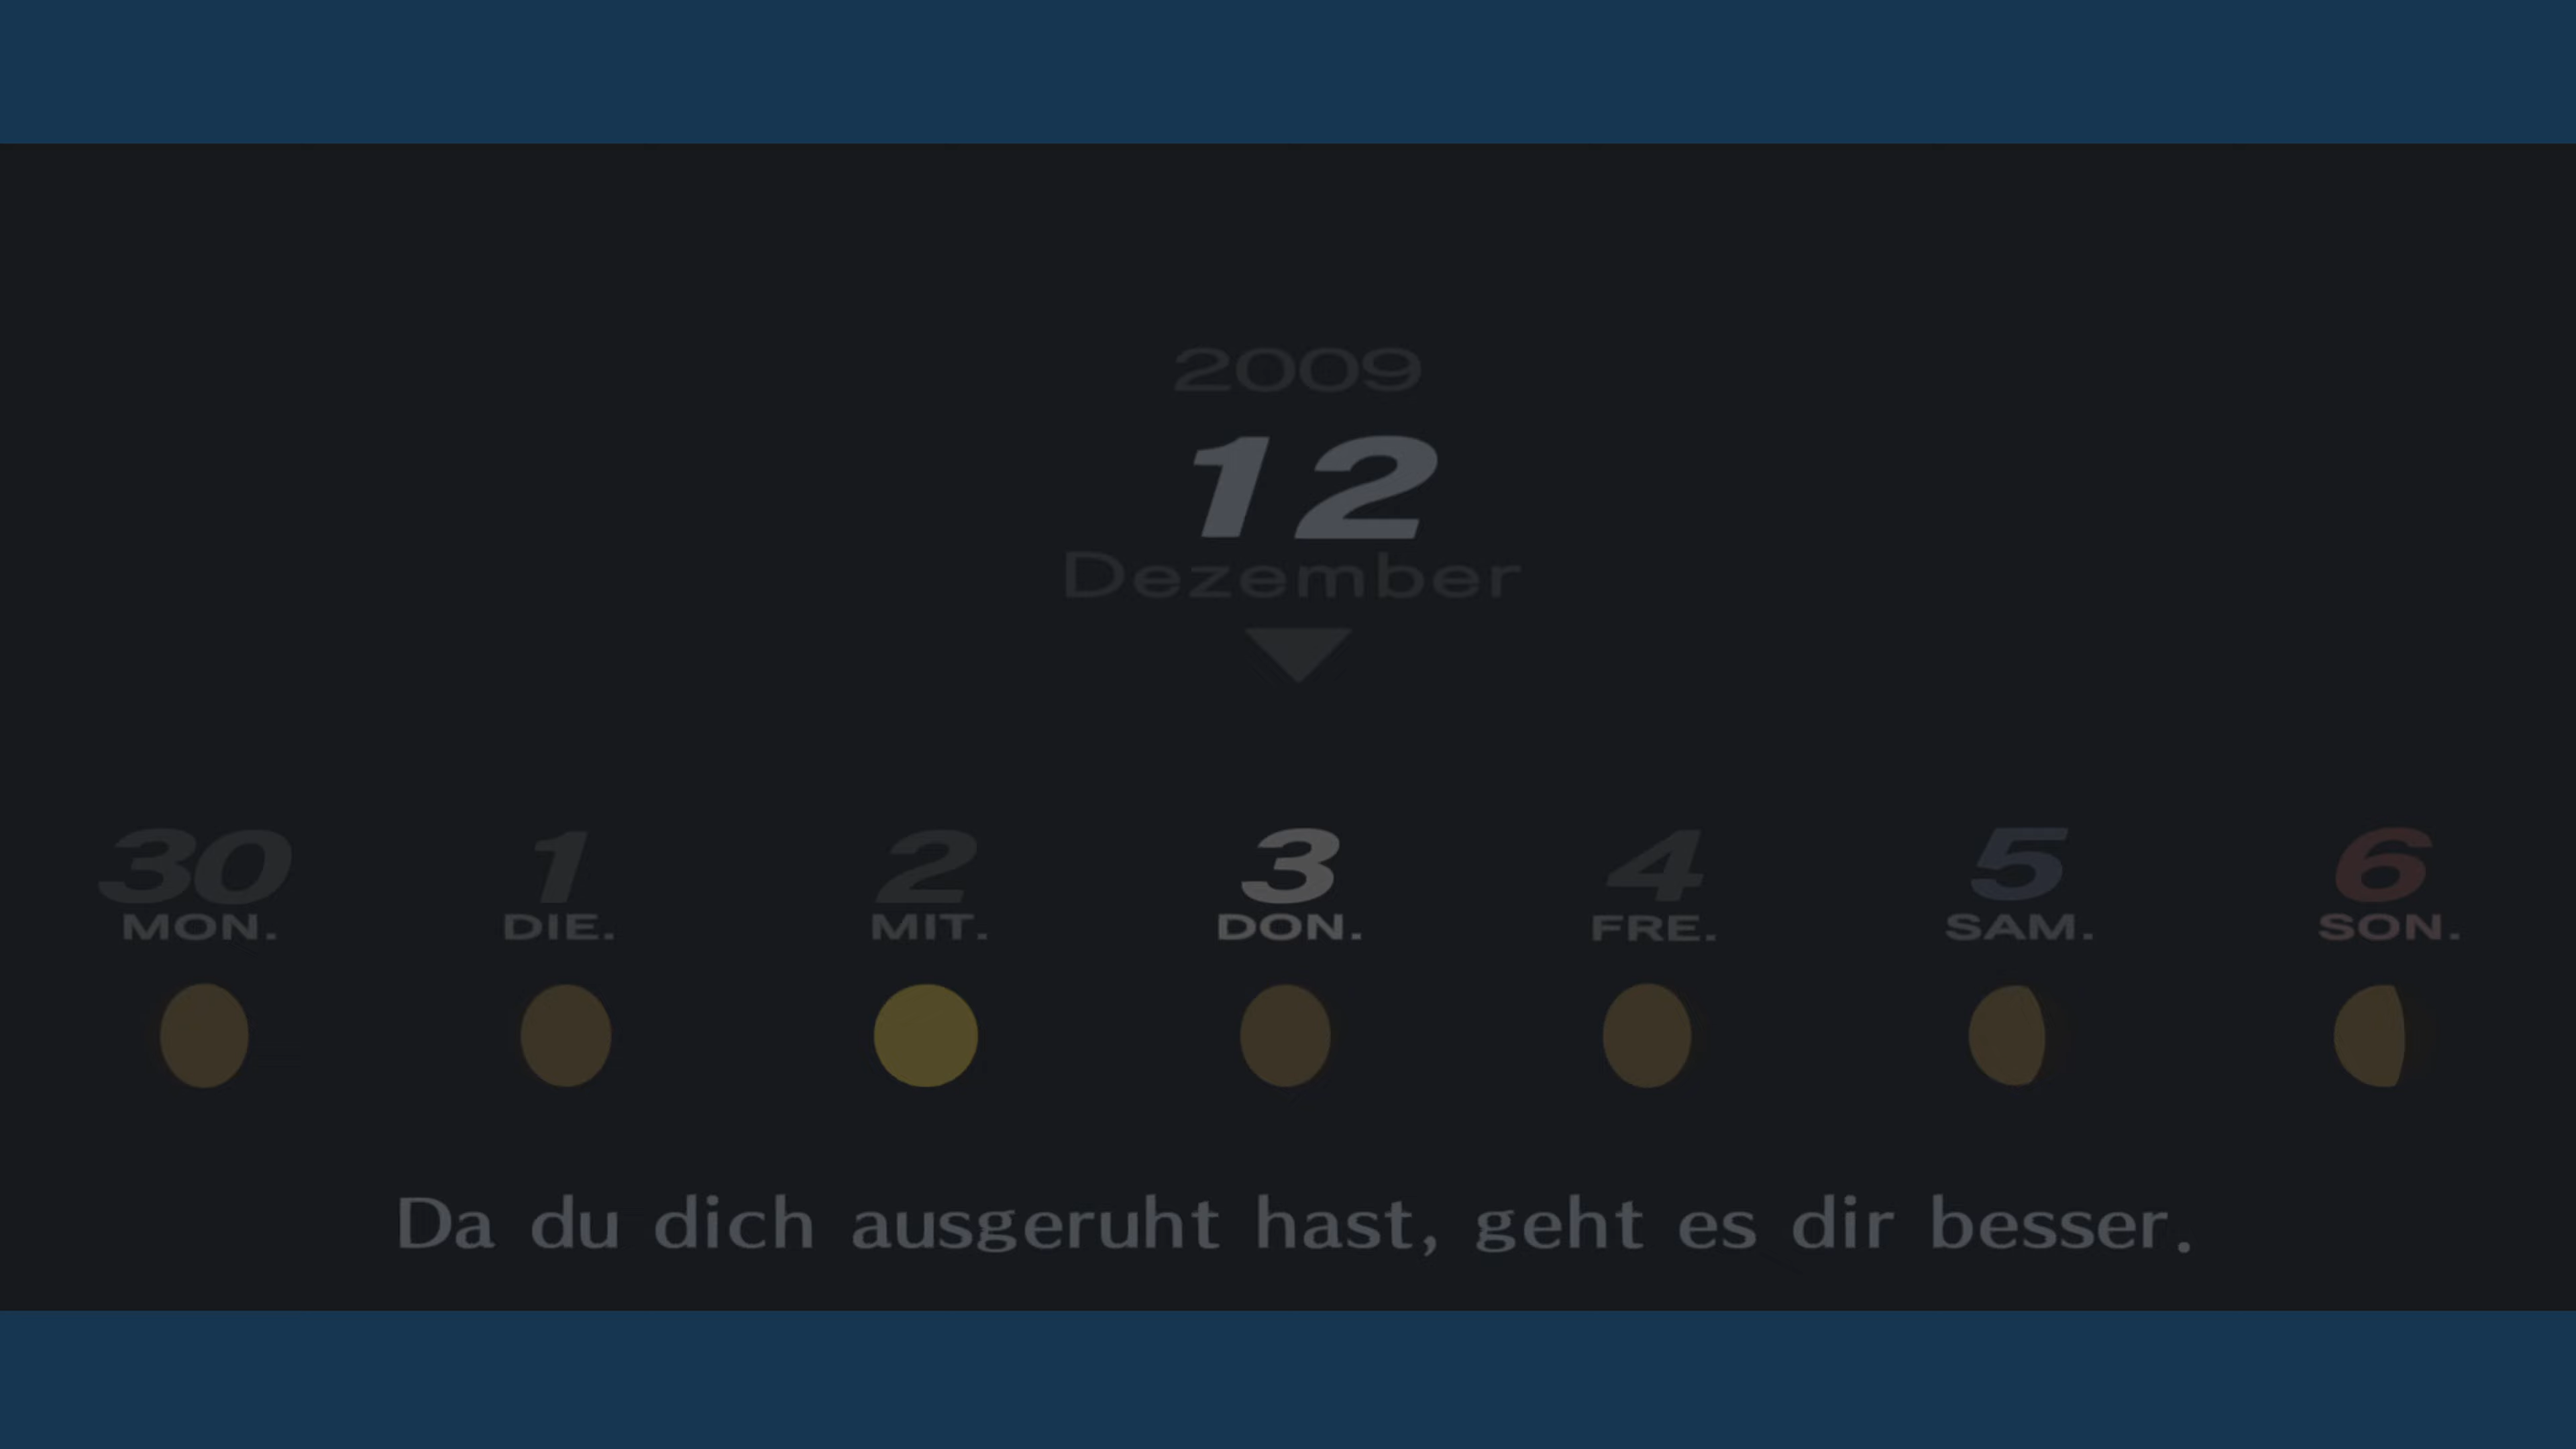 2009
12
Dezember
30 1 2 3 4 5 6
MON. DIE. MIT. DON. FRE. SAM. SON.
Da du dich ausgeruht hast, geht es dir besser.